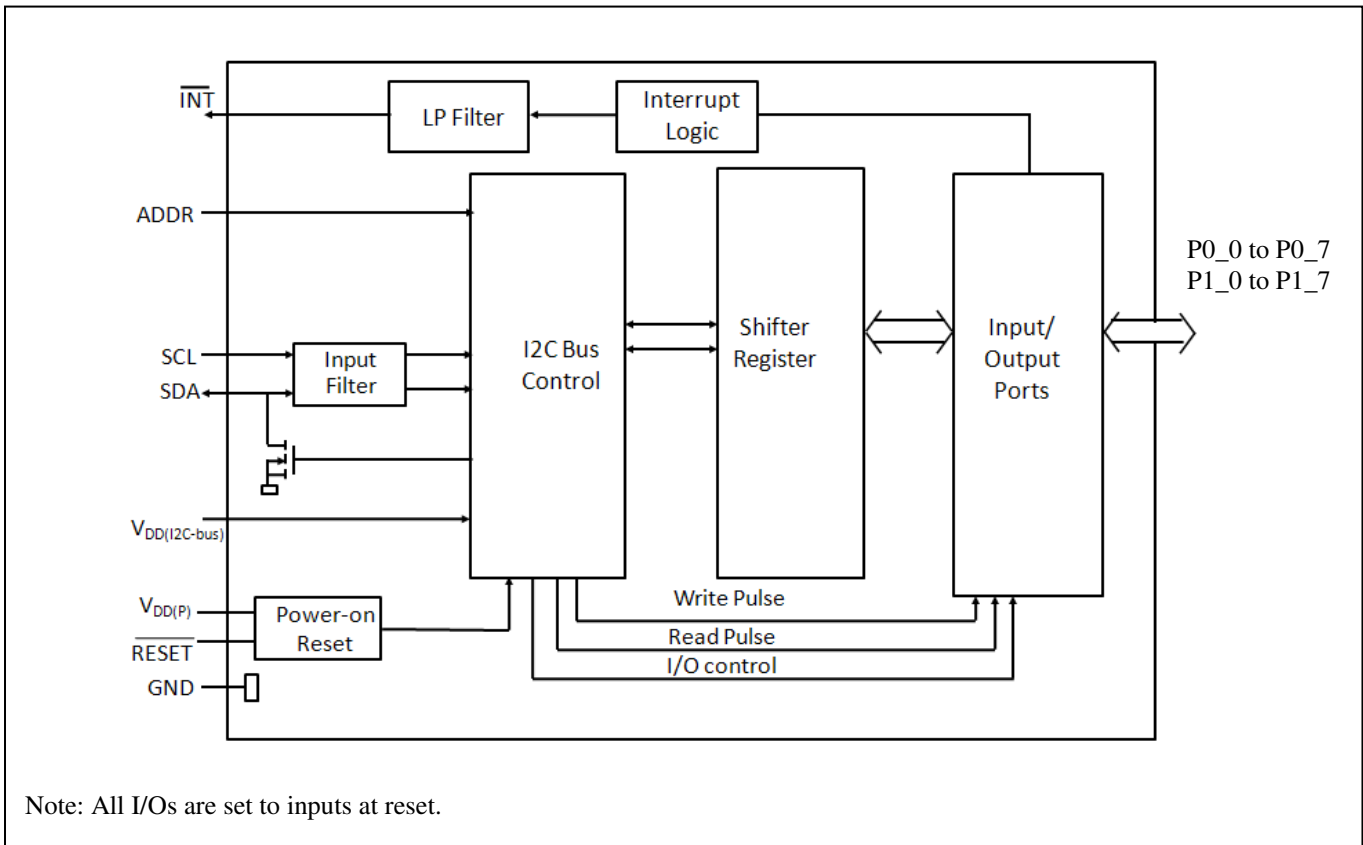 INT
LP Filter
Interrupt
Logic
ADDR
P0_0 to P0_7
P1_0 to P1_7
SCL
SDA
Input
Filter
I2C Bus
Control
Shifter
Register
Input/
Output
Ports
VDD(I2C-bus)
VDD(P)
RESET
GND
Power-on
Reset
Write Pulse
Read Pulse
I/O control
Note: All I/Os are set to inputs at reset.